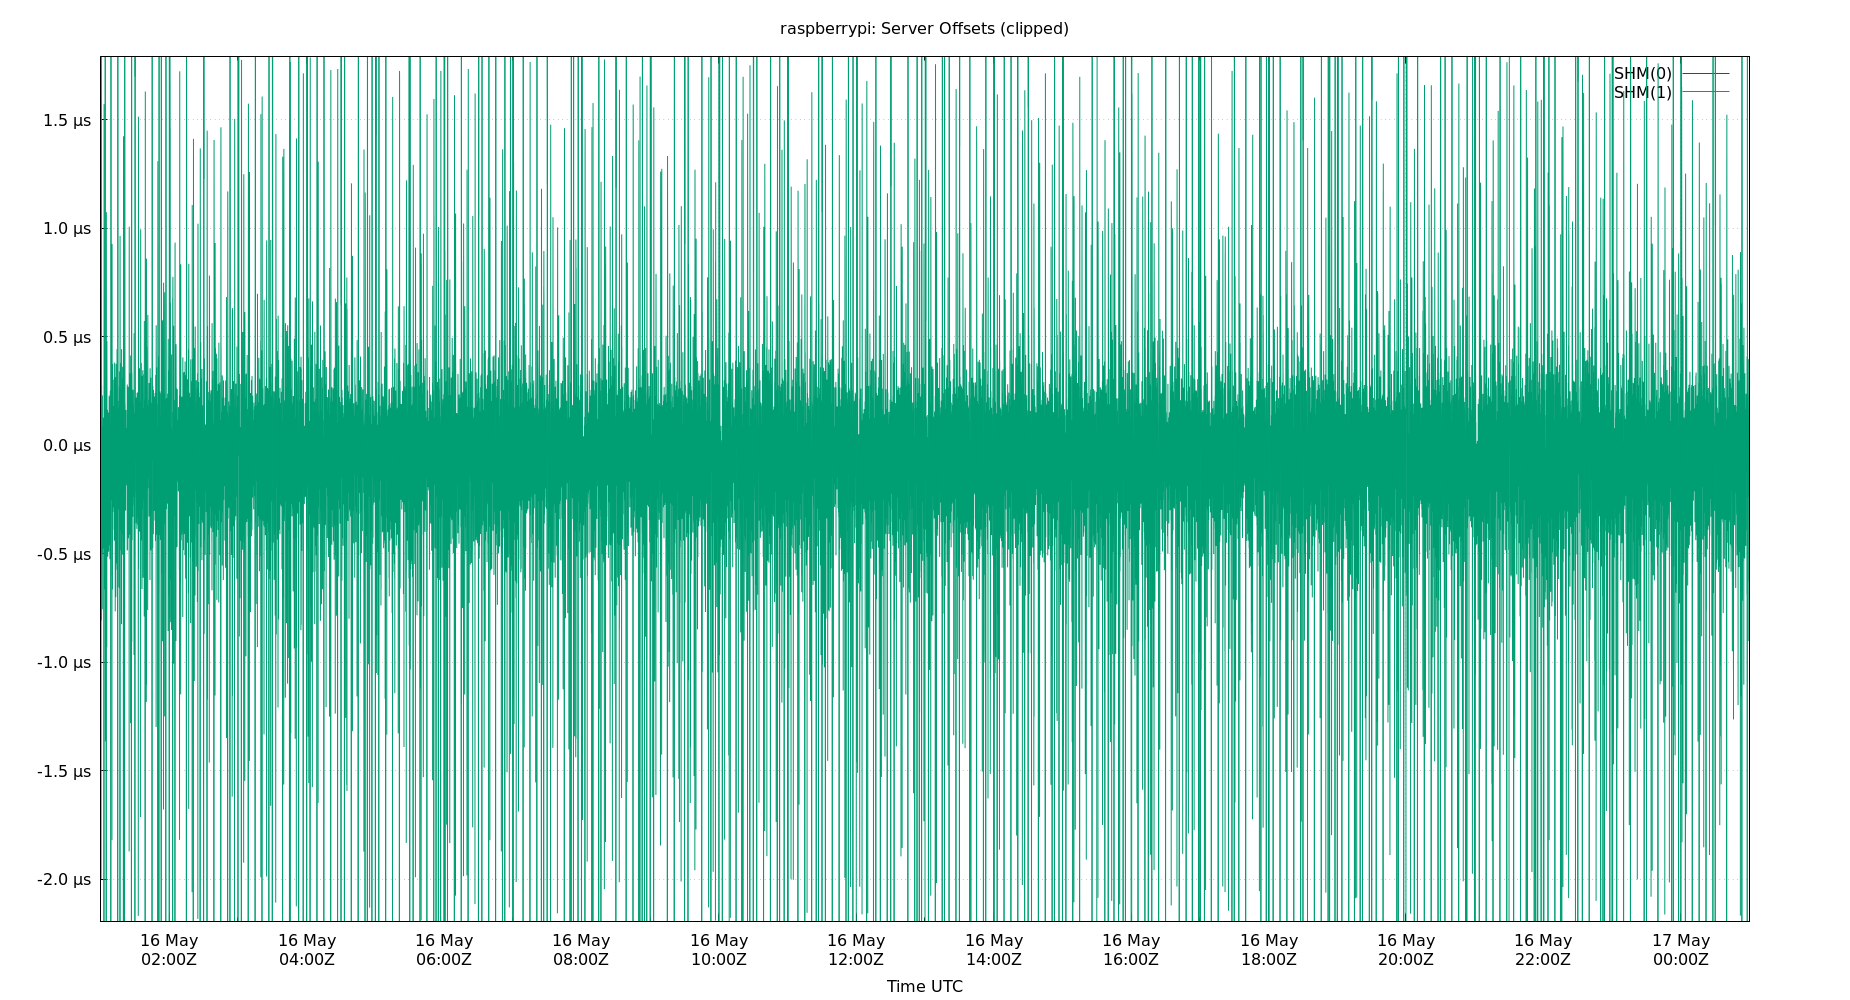 raspberrypi: Server Offsets (clipped)
SHM(0)
SHM(1)
1.5 µs
1.0 µs
0.5 µs
0.0 µs
-0.5 µs
-1.0 µs
-1.5 µs
-2.0 µs
16 May 16 May 16 May 16 May 16 May 16 May 16 May 16 May 16 May 16 May 16 May 17 May
02:00Z 04:00Z 06:00Z 08:00Z 10:00Z 12:00Z 14:00Z 16:00Z 18:00Z 20:00Z 22:00Z 00:00Z
Time UTC